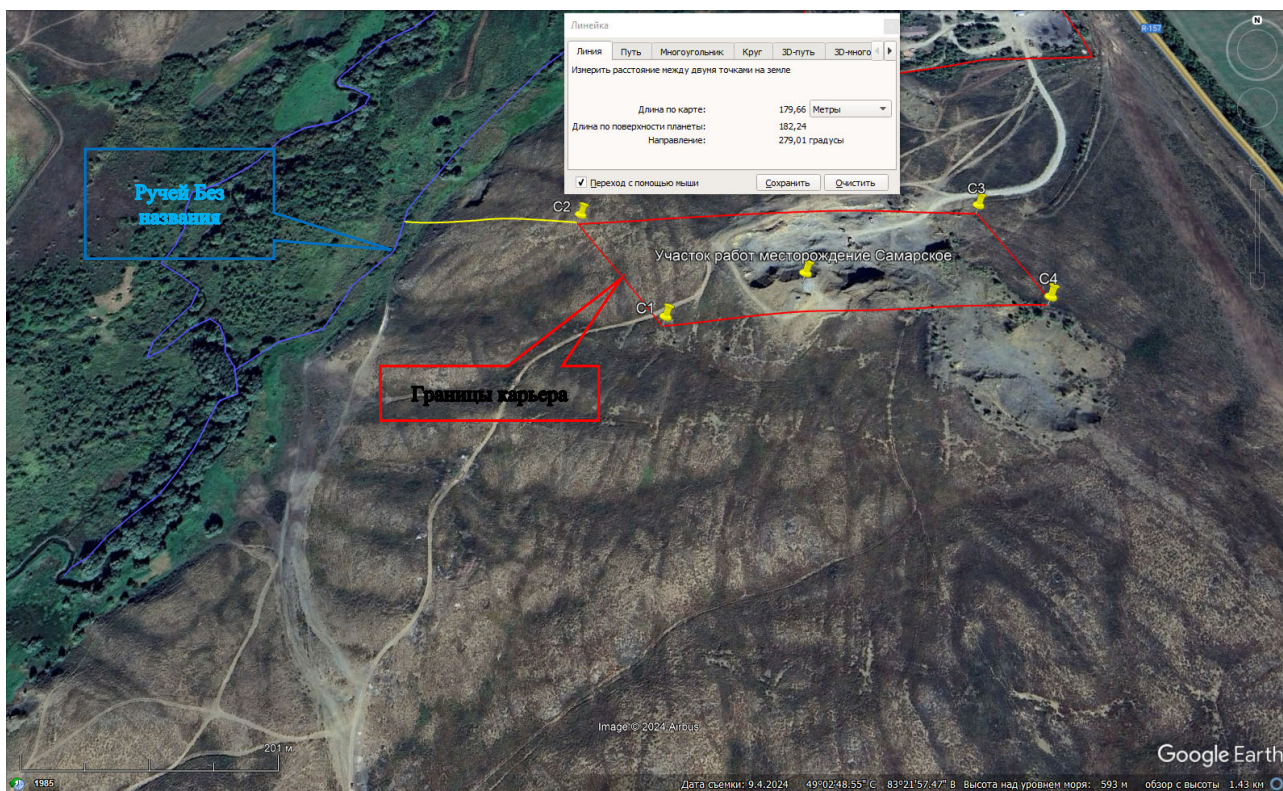 Линейка
Линия Путь Многоугольник Круг 3D-путь 3D-много
Измерить расстояние между двумя точками на земле
Длина по карте: 179,66 Метры
Длина по поверхности планеты: 182,24
Направление: 279,01 градусы
Переход с помощью мыши Сохранить Очистить
N
R-157
Ручей Без
названия
С2
С3
Участок работ месторождение Самарское
С1
С4
Границы карьера
Image © 2024 Airbus
201 м
Google Earth
1985
Дата съемки: 9.4.2024 49°02'48.55" С 83°21'57.47" В Высота над уровнем моря: 593 м обзор с высоты 1.43 км